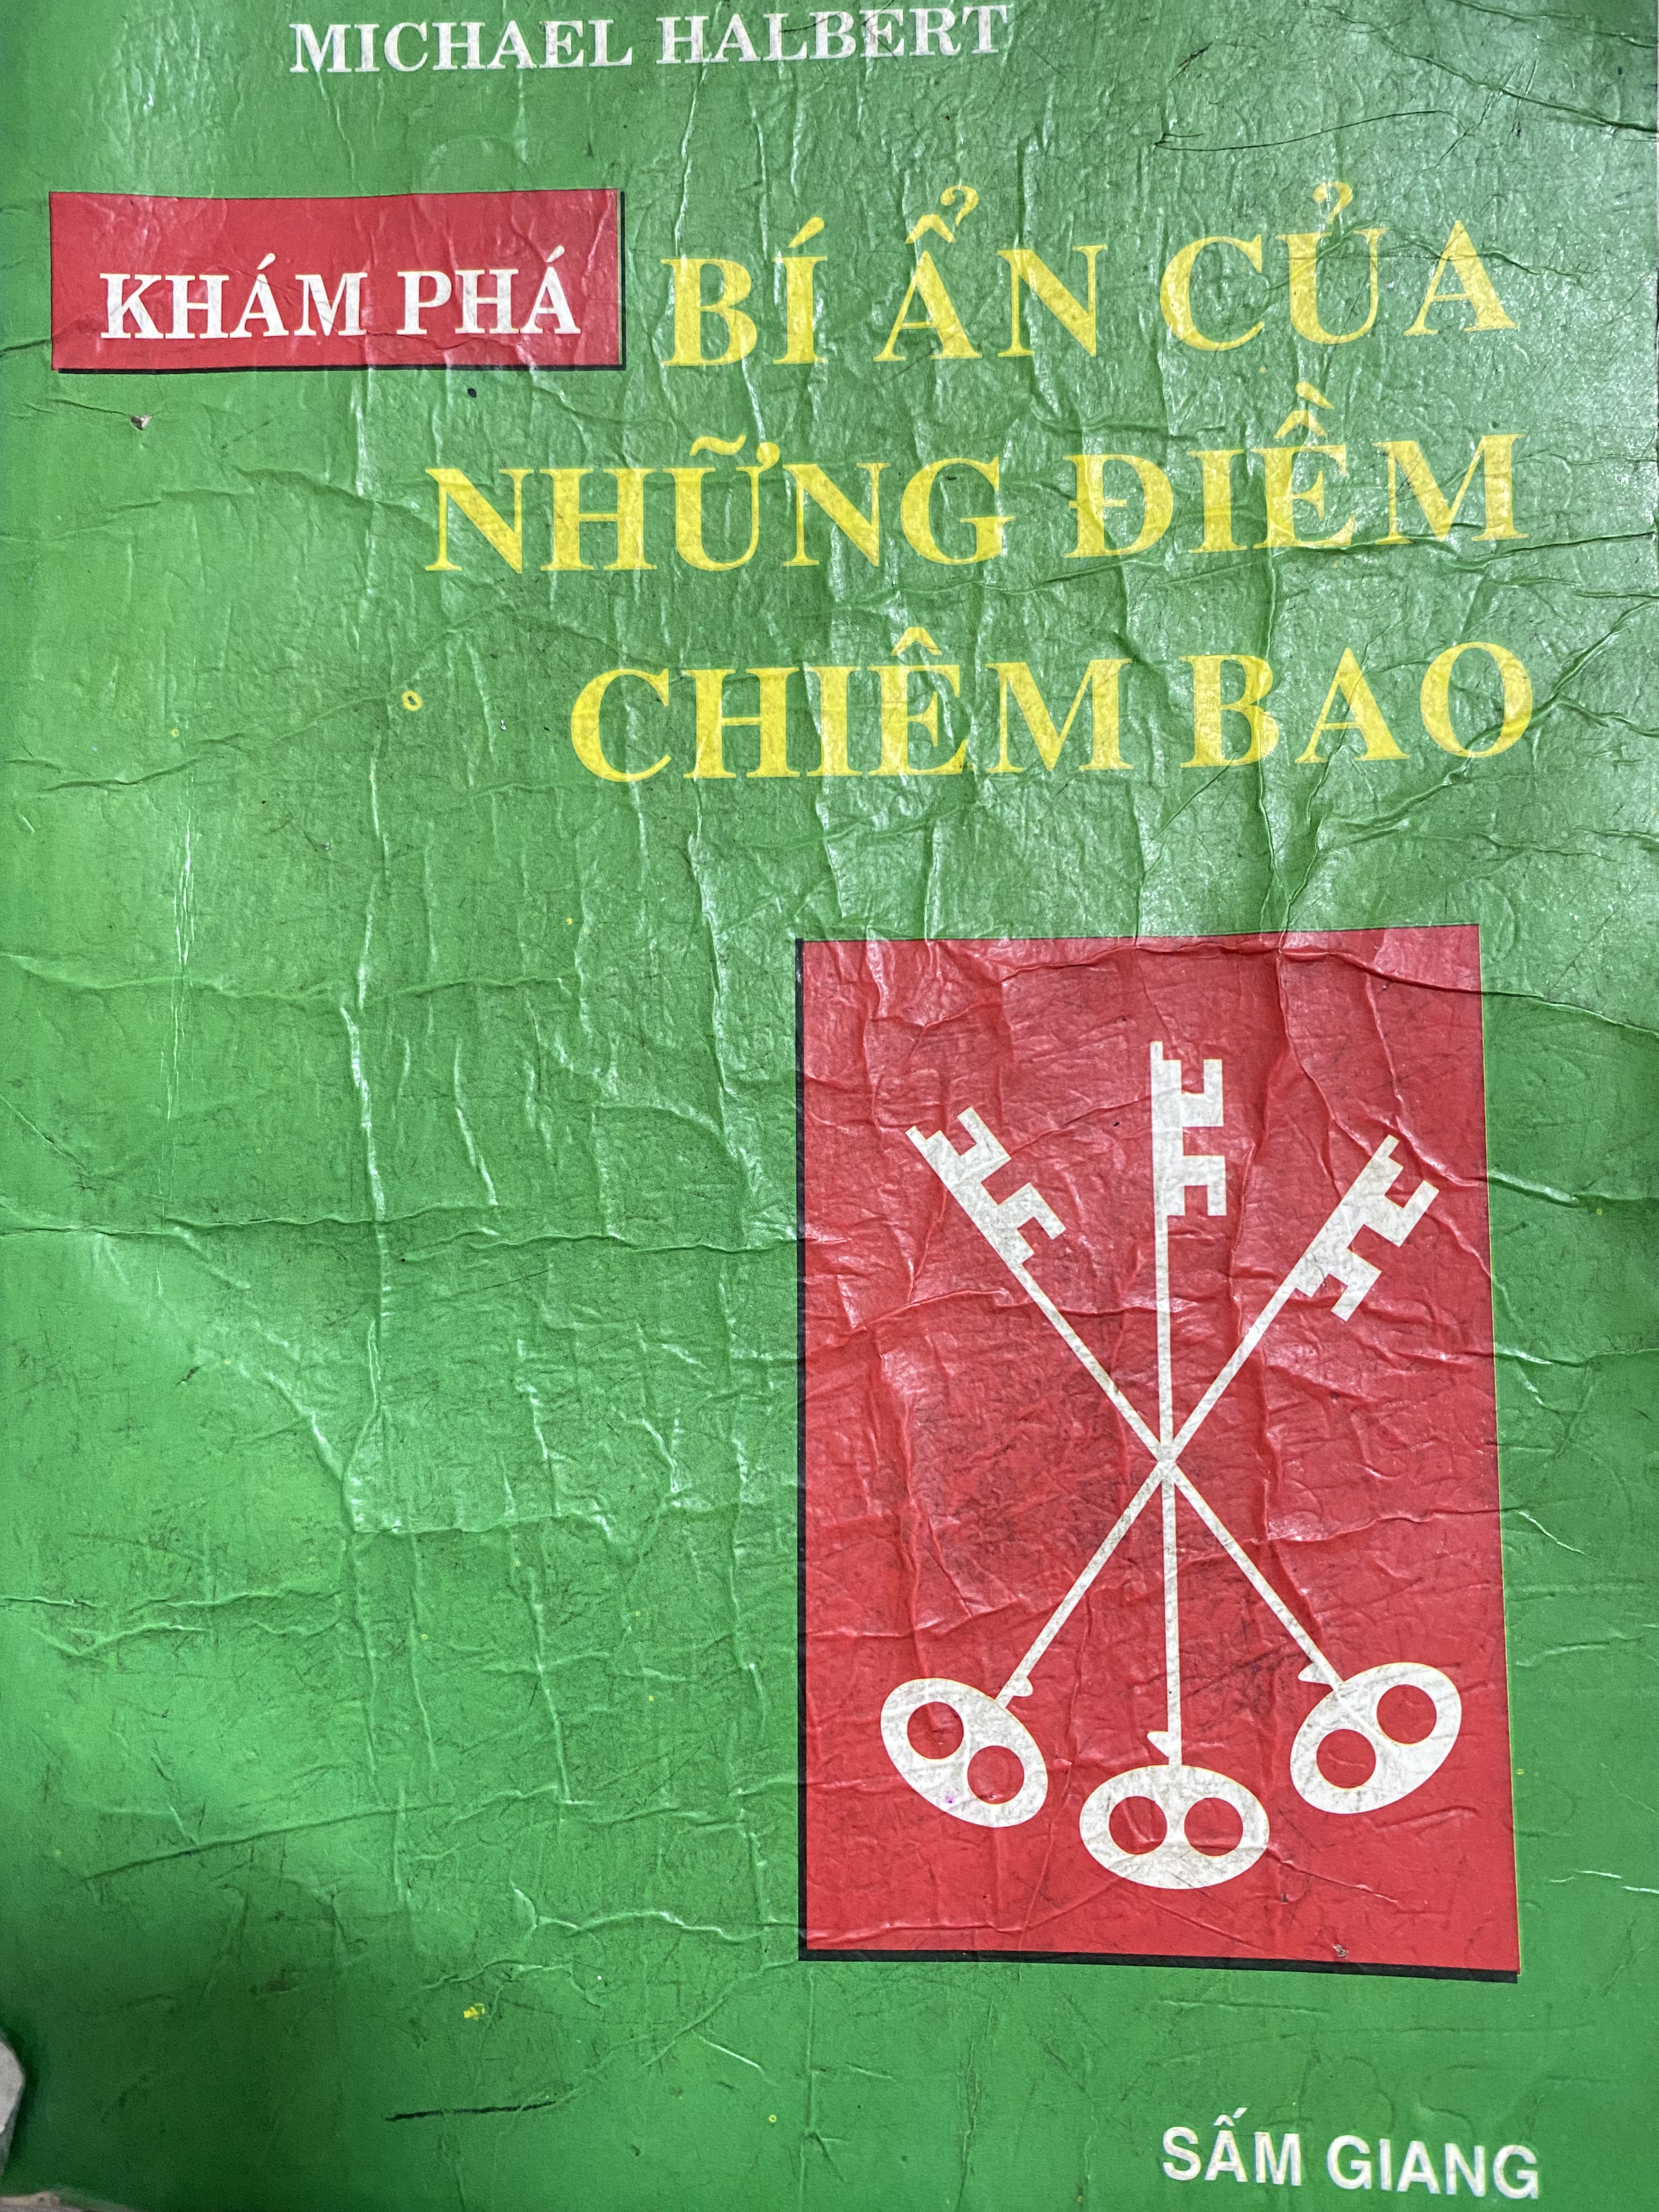 MICHAEL HALBERT
KHÁM PHÁ
BÍ ẨN CỦA
NHỮNG ĐIỀM
CHIÊM BAO
SẤM GIANG